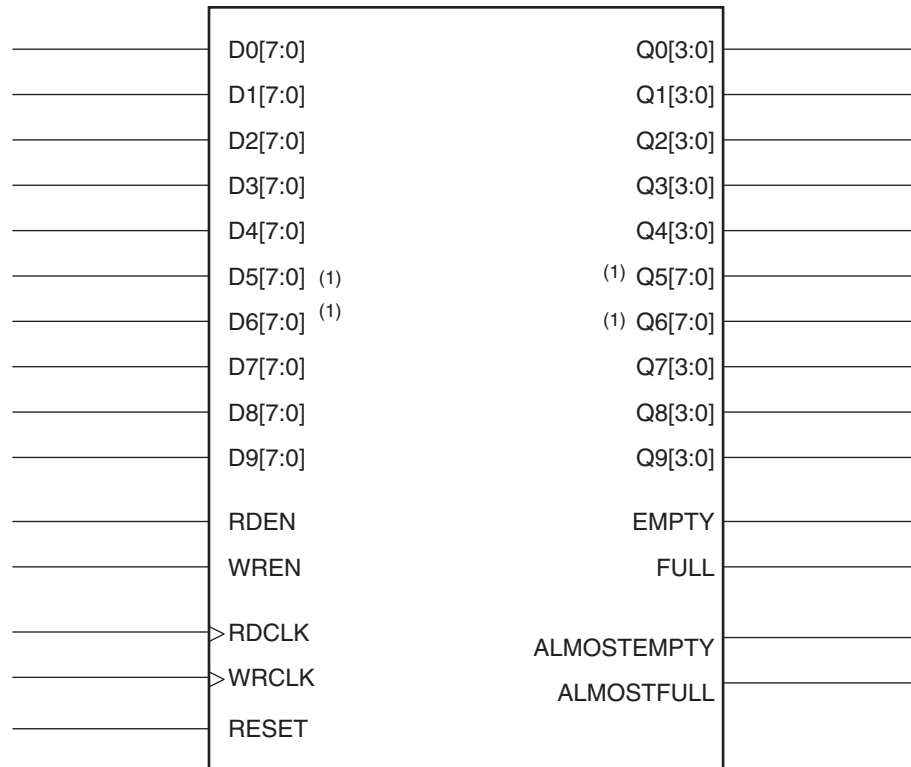 D0[7:0] Q0[3:0]
D1[7:0] Q1[3:0]
D2[7:0] Q2[3:0]
D3[7:0] Q3[3:0]
D4[7:0] Q4[3:0]
D5[7:0] (1) (1) Q5[7:0]
D6[7:0] (1) (1) Q6[7:0]
D7[7:0] Q7[3:0]
D8[7:0] Q8[3:0]
D9[7:0] Q9[3:0]
RDEN EMPTY
WREN FULL
RDCLK ALMOSTEMPTY
WRCLK ALMOSTFULL
RESET